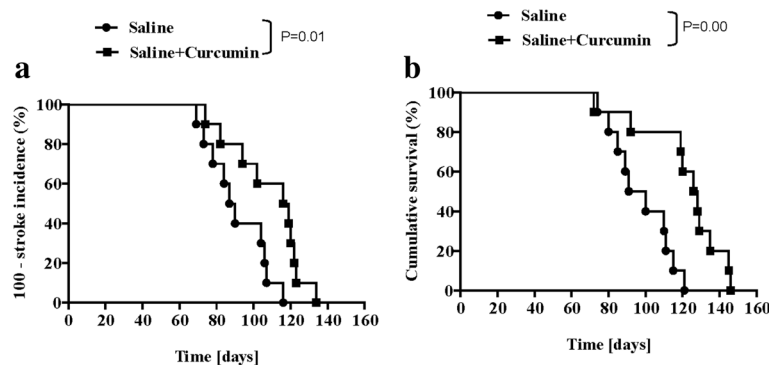 Saline
Saline+Curcumin
P=0.01
a
100 - stroke incidence (%)
100
80
60
40
20
0
0 20 40 60 80 100 120 140 160
Time [days]
Saline
Saline+Curcumin
P=0.00
b
Cumulative survival (%)
100
80
60
40
20
0
0 20 40 60 80 100 120 140 160
Time [days]